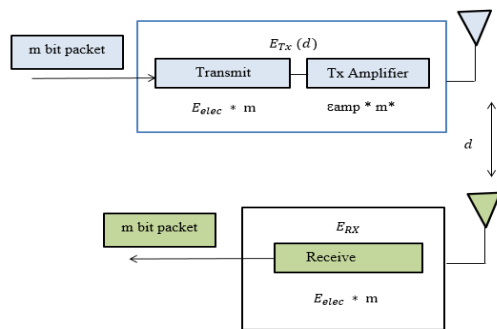 E_Tx (d)
m bit packet
Transmit
Tx Amplifier
E_elec * m
εamp * m*
d
m bit packet
E_RX
Receive
E_elec * m